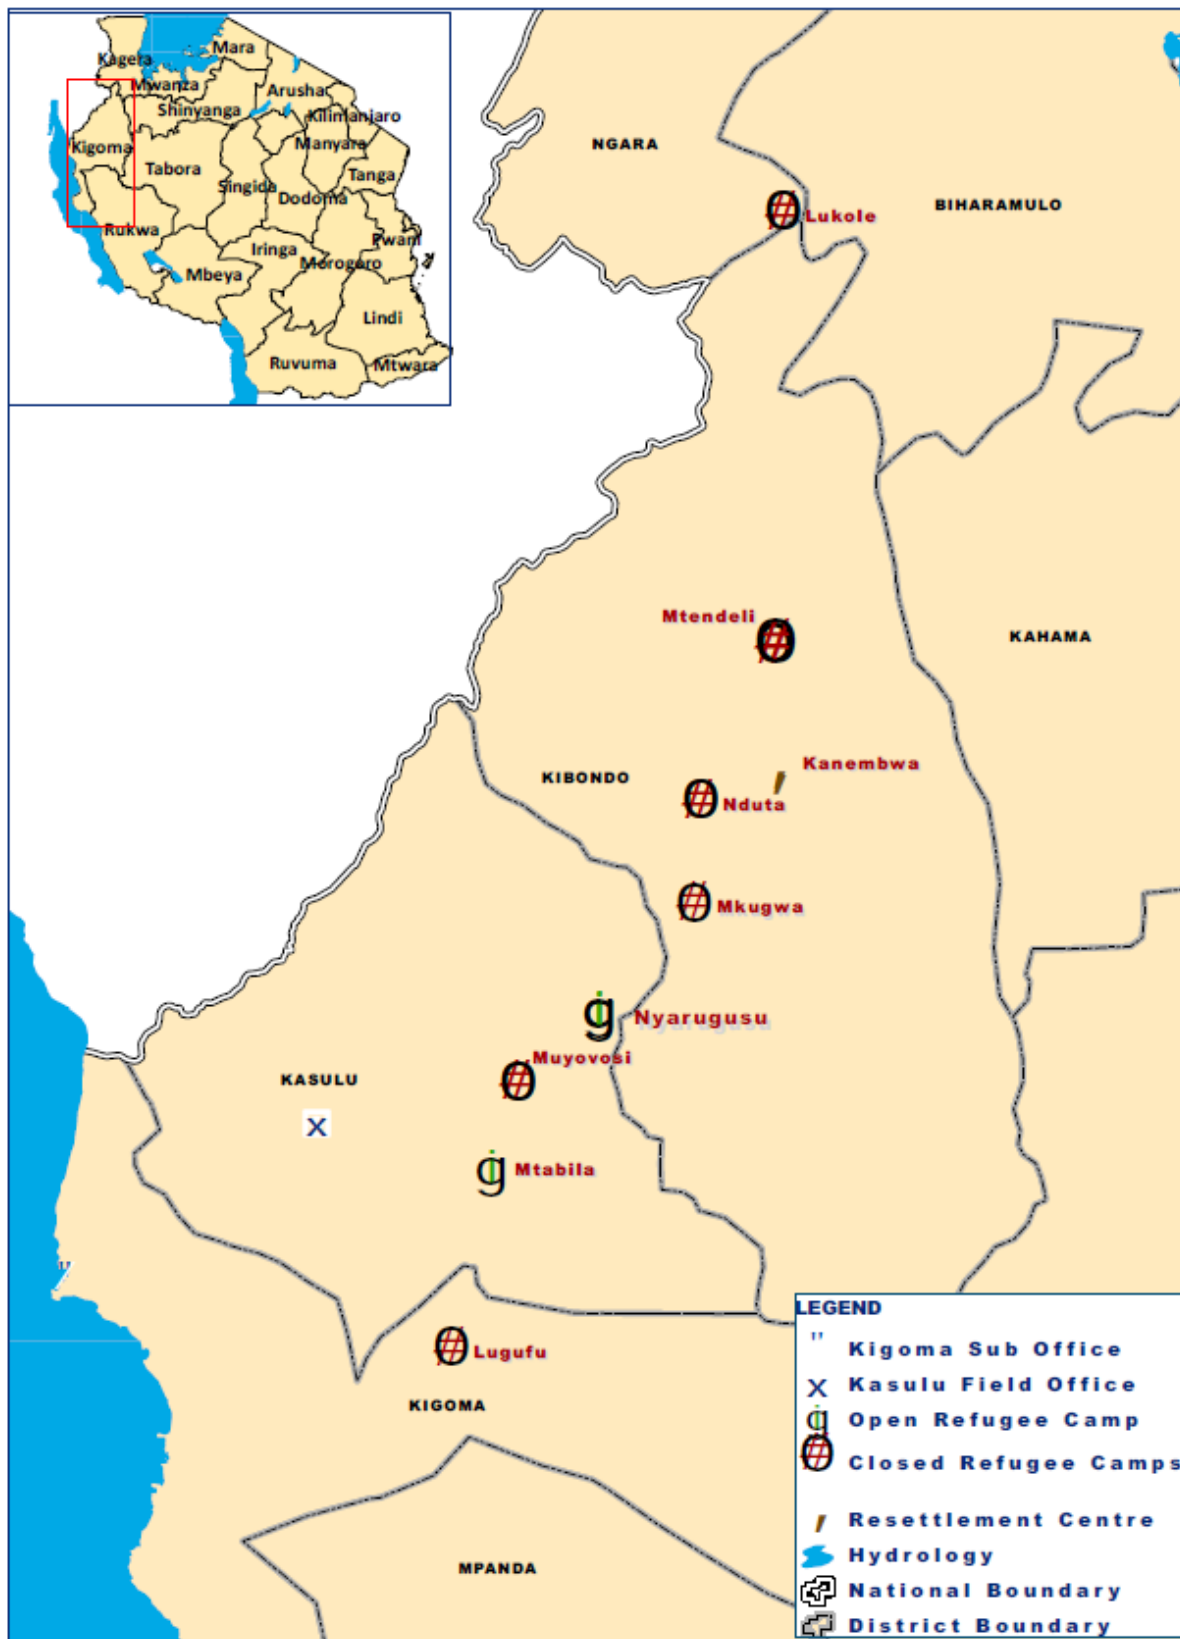 Mara
Kagera
Mwanza
Arusha
Shinyanga
Kilimanjaro
Kigoma
Manyara
Tabora
Tanga
Singida
Dodoma
Rukwa
Pwani
Iringa
Morogoro
Mbeya
Lindi
Ruvuma
Mtwara
NGARA
BIHARAMULO
Lukole
Mtendeli
KAHAMA
Kanembwa
KIBONDO
Nduta
Mkugwa
Nyarugusu
Muyovosi
KASULU
x
Mtabila
Lugufu
KIGOMA
MPANDA
LEGEND
" Kigoma Sub Office
x Kasulu Field Office
g Open Refugee Camp
Closed Refugee Camps
, Resettlement Centre
Hydrology
National Boundary
District Boundary